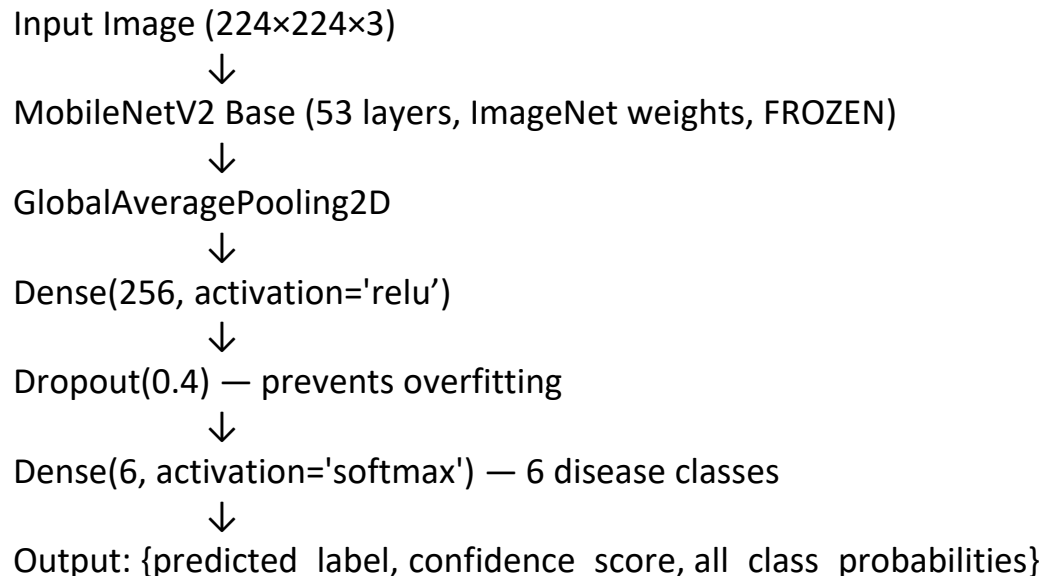 Input Image (224×224×3)
↓
MobileNetV2 Base (53 layers, ImageNet weights, FROZEN)
↓
GlobalAveragePooling2D
↓
Dense(256, activation='relu’)
↓
Dropout(0.4) — prevents overfitting
↓
Dense(6, activation='softmax') — 6 disease classes
↓
Output: {predicted_label, confidence_score, all_class_probabilities}